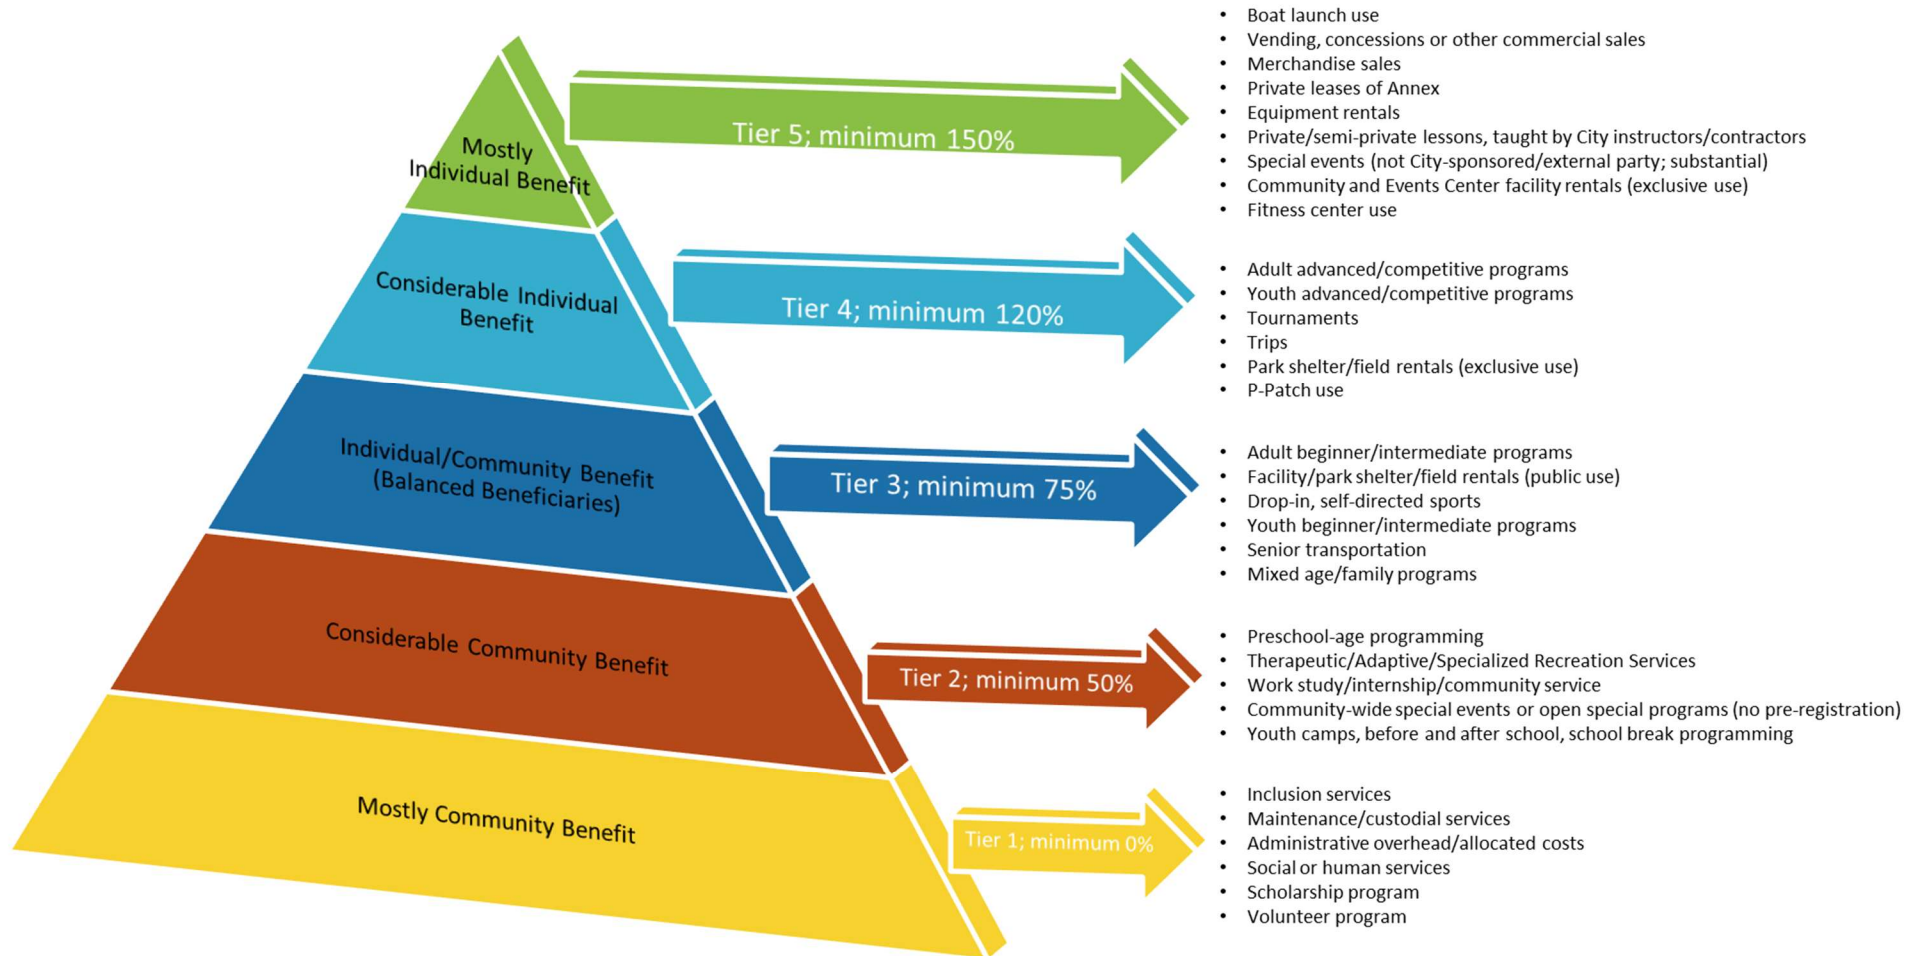 Mostly
Individual Benefit
Tier 5; minimum 150%
• Boat launch use
• Vending, concessions or other commercial sales
• Merchandise sales
• Private leases of Annex
• Equipment rentals
• Private/semi-private lessons, taught by City instructors/contractors
• Special events (not City-sponsored/external party; substantial)
• Community and Events Center facility rentals (exclusive use)
• Fitness center use
Considerable Individual
Benefit
Tier 4; minimum 120%
• Adult advanced/competitive programs
• Youth advanced/competitive programs
• Tournaments
• Trips
• Park shelter/field rentals (exclusive use)
• P-Patch use
Individual/Community Benefit
(Balanced Beneficiaries)
Tier 3; minimum 75%
• Adult beginner/intermediate programs
• Facility/park shelter/field rentals (public use)
• Drop-in, self-directed sports
• Youth beginner/intermediate programs
• Senior transportation
• Mixed age/family programs
Considerable Community Benefit
Tier 2; minimum 50%
• Preschool-age programming
• Therapeutic/Adaptive/Specialized Recreation Services
• Work study/internship/community service
• Community-wide special events or open special programs (no pre-registration)
• Youth camps, before and after school, school break programming
Mostly Community Benefit
Tier 1; minimum 0%
• Inclusion services
• Maintenance/custodial services
• Administrative overhead/allocated costs
• Social or human services
• Scholarship program
• Volunteer program